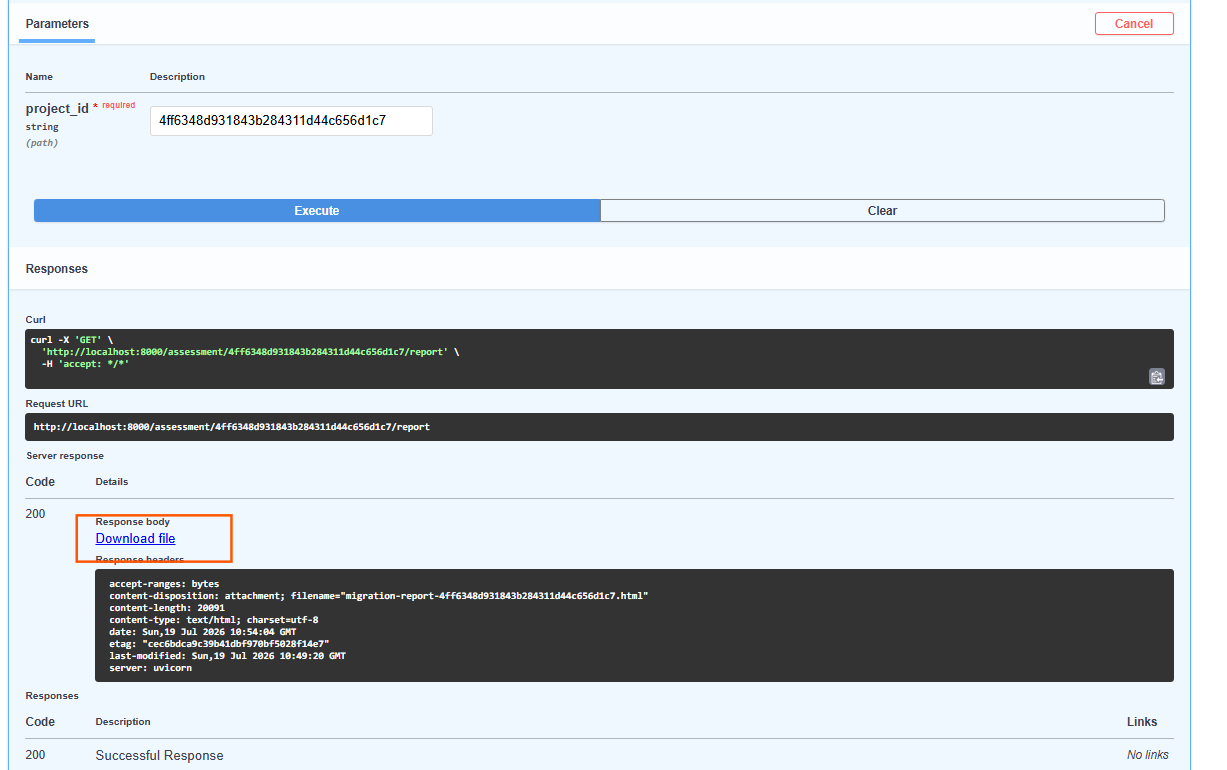 Parameters
Cancel
Name Description
project_id * required
string
(path)
4ff6348d931843b284311d44c656d1c7
Execute Clear
Responses
Curl
curl -X 'GET' \
'http://localhost:8000/assessment/4ff6348d931843b284311d44c656d1c7/report' \
-H 'accept: */*'
Request URL
http://localhost:8000/assessment/4ff6348d931843b284311d44c656d1c7/report
Server response
Code Details
200
Response body
Download file
Response headers
accept-ranges: bytes
content-disposition: attachment; filename="migration-report-4ff6348d931843b284311d44c656d1c7.html"
content-length: 20091
content-type: text/html; charset=utf-8
date: Sun,19 Jul 2026 10:54:04 GMT
etag: "cec6bdca9c39b41dbf970bf5028f14e7"
last-modified: Sun,19 Jul 2026 10:49:20 GMT
server: uvicorn
Responses
Code Description Links
200 Successful Response No links